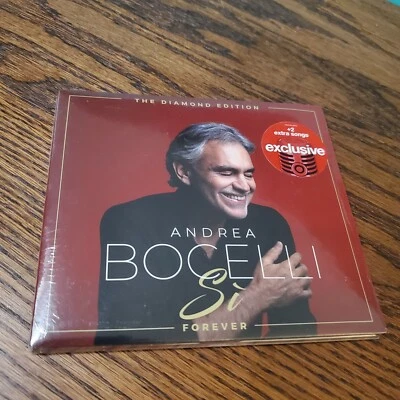 THE DIAMOND EDITION
+2
extra songs
exclusive
ANDREA
BOCELLI
Sì
FOREVER